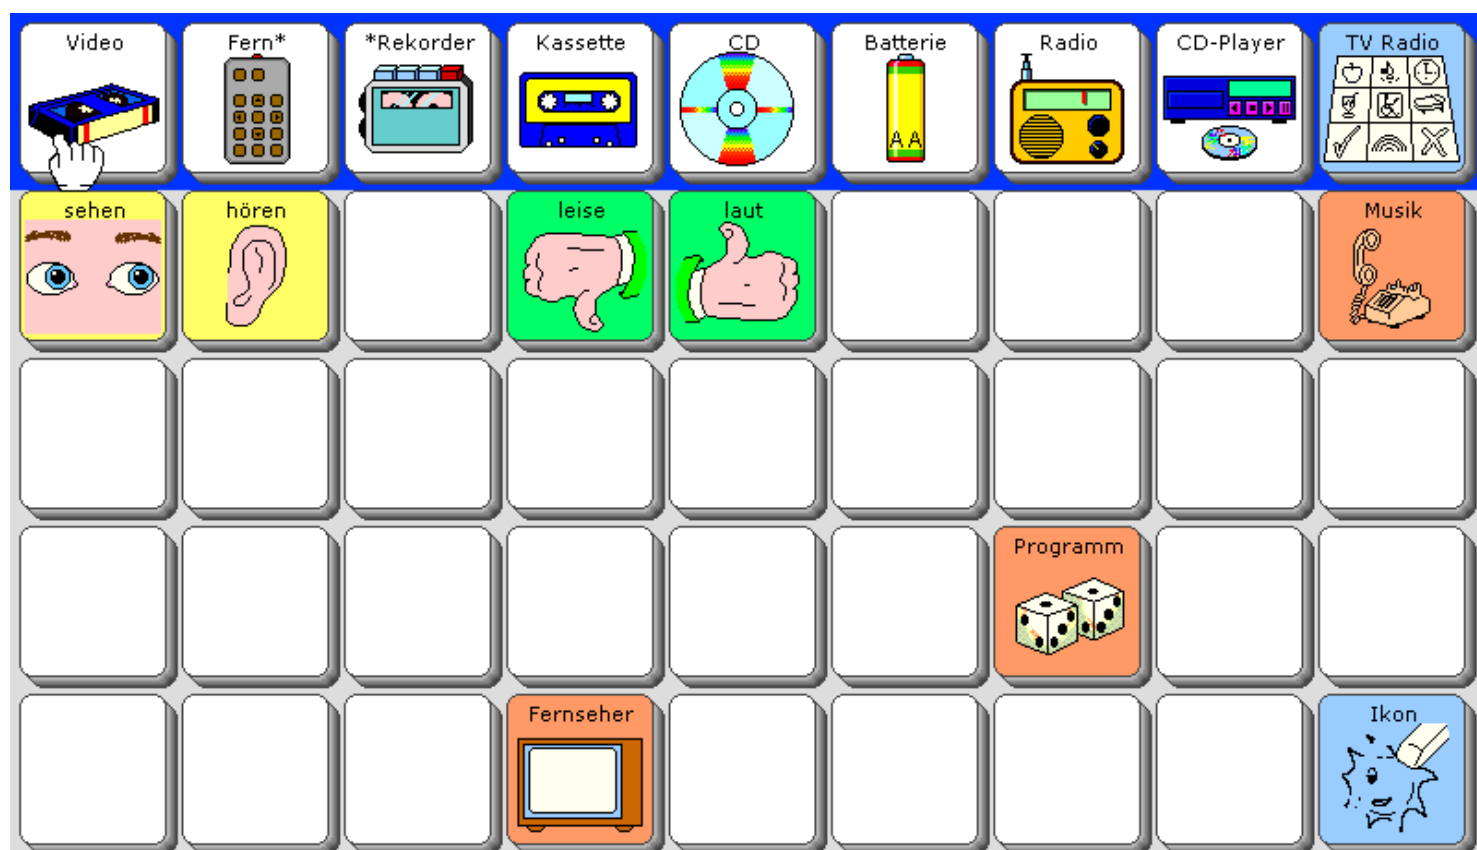 Video
Fern*
*Rekorder
Kassette
CD
Batterie
Radio
CD-Player
TV Radio
AA
sehen
hören
leise
laut
Musik
Programm
Fernseher
Ikon